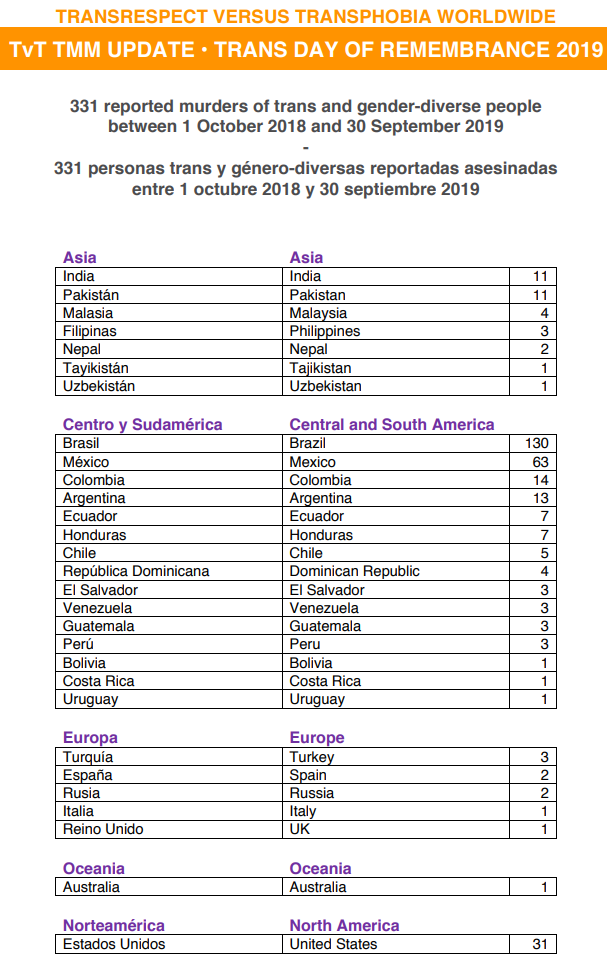 TRANSRESPECT VERSUS TRANSPHOBIA WORLDWIDE
TvT TMM UPDATE • TRANS DAY OF REMEMBRANCE 2019
331 reported murders of trans and gender-diverse people
between 1 October 2018 and 30 September 2019
-
331 personas trans y género-diversas reportadas asesinadas
entre 1 octubre 2018 y 30 septiembre 2019
Asia Asia
India India 11
Pakistán Pakistan 11
Malasia Malaysia 4
Filipinas Philippines 3
Nepal Nepal 2
Tayikistán Tajikistan 1
Uzbekistán Uzbekistan 1
Centro y Sudamérica Central and South America
Brasil Brazil 130
México Mexico 63
Colombia Colombia 14
Argentina Argentina 13
Ecuador Ecuador 7
Honduras Honduras 7
Chile Chile 5
República Dominicana Dominican Republic 4
El Salvador El Salvador 3
Venezuela Venezuela 3
Guatemala Guatemala 3
Perú Peru 3
Bolivia Bolivia 1
Costa Rica Costa Rica 1
Uruguay Uruguay 1
Europa Europe
Turquía Turkey 3
España Spain 2
Rusia Russia 2
Italia Italy 1
Reino Unido UK 1
Oceania Oceania
Australia Australia 1
Norteamérica North America
Estados Unidos United States 31